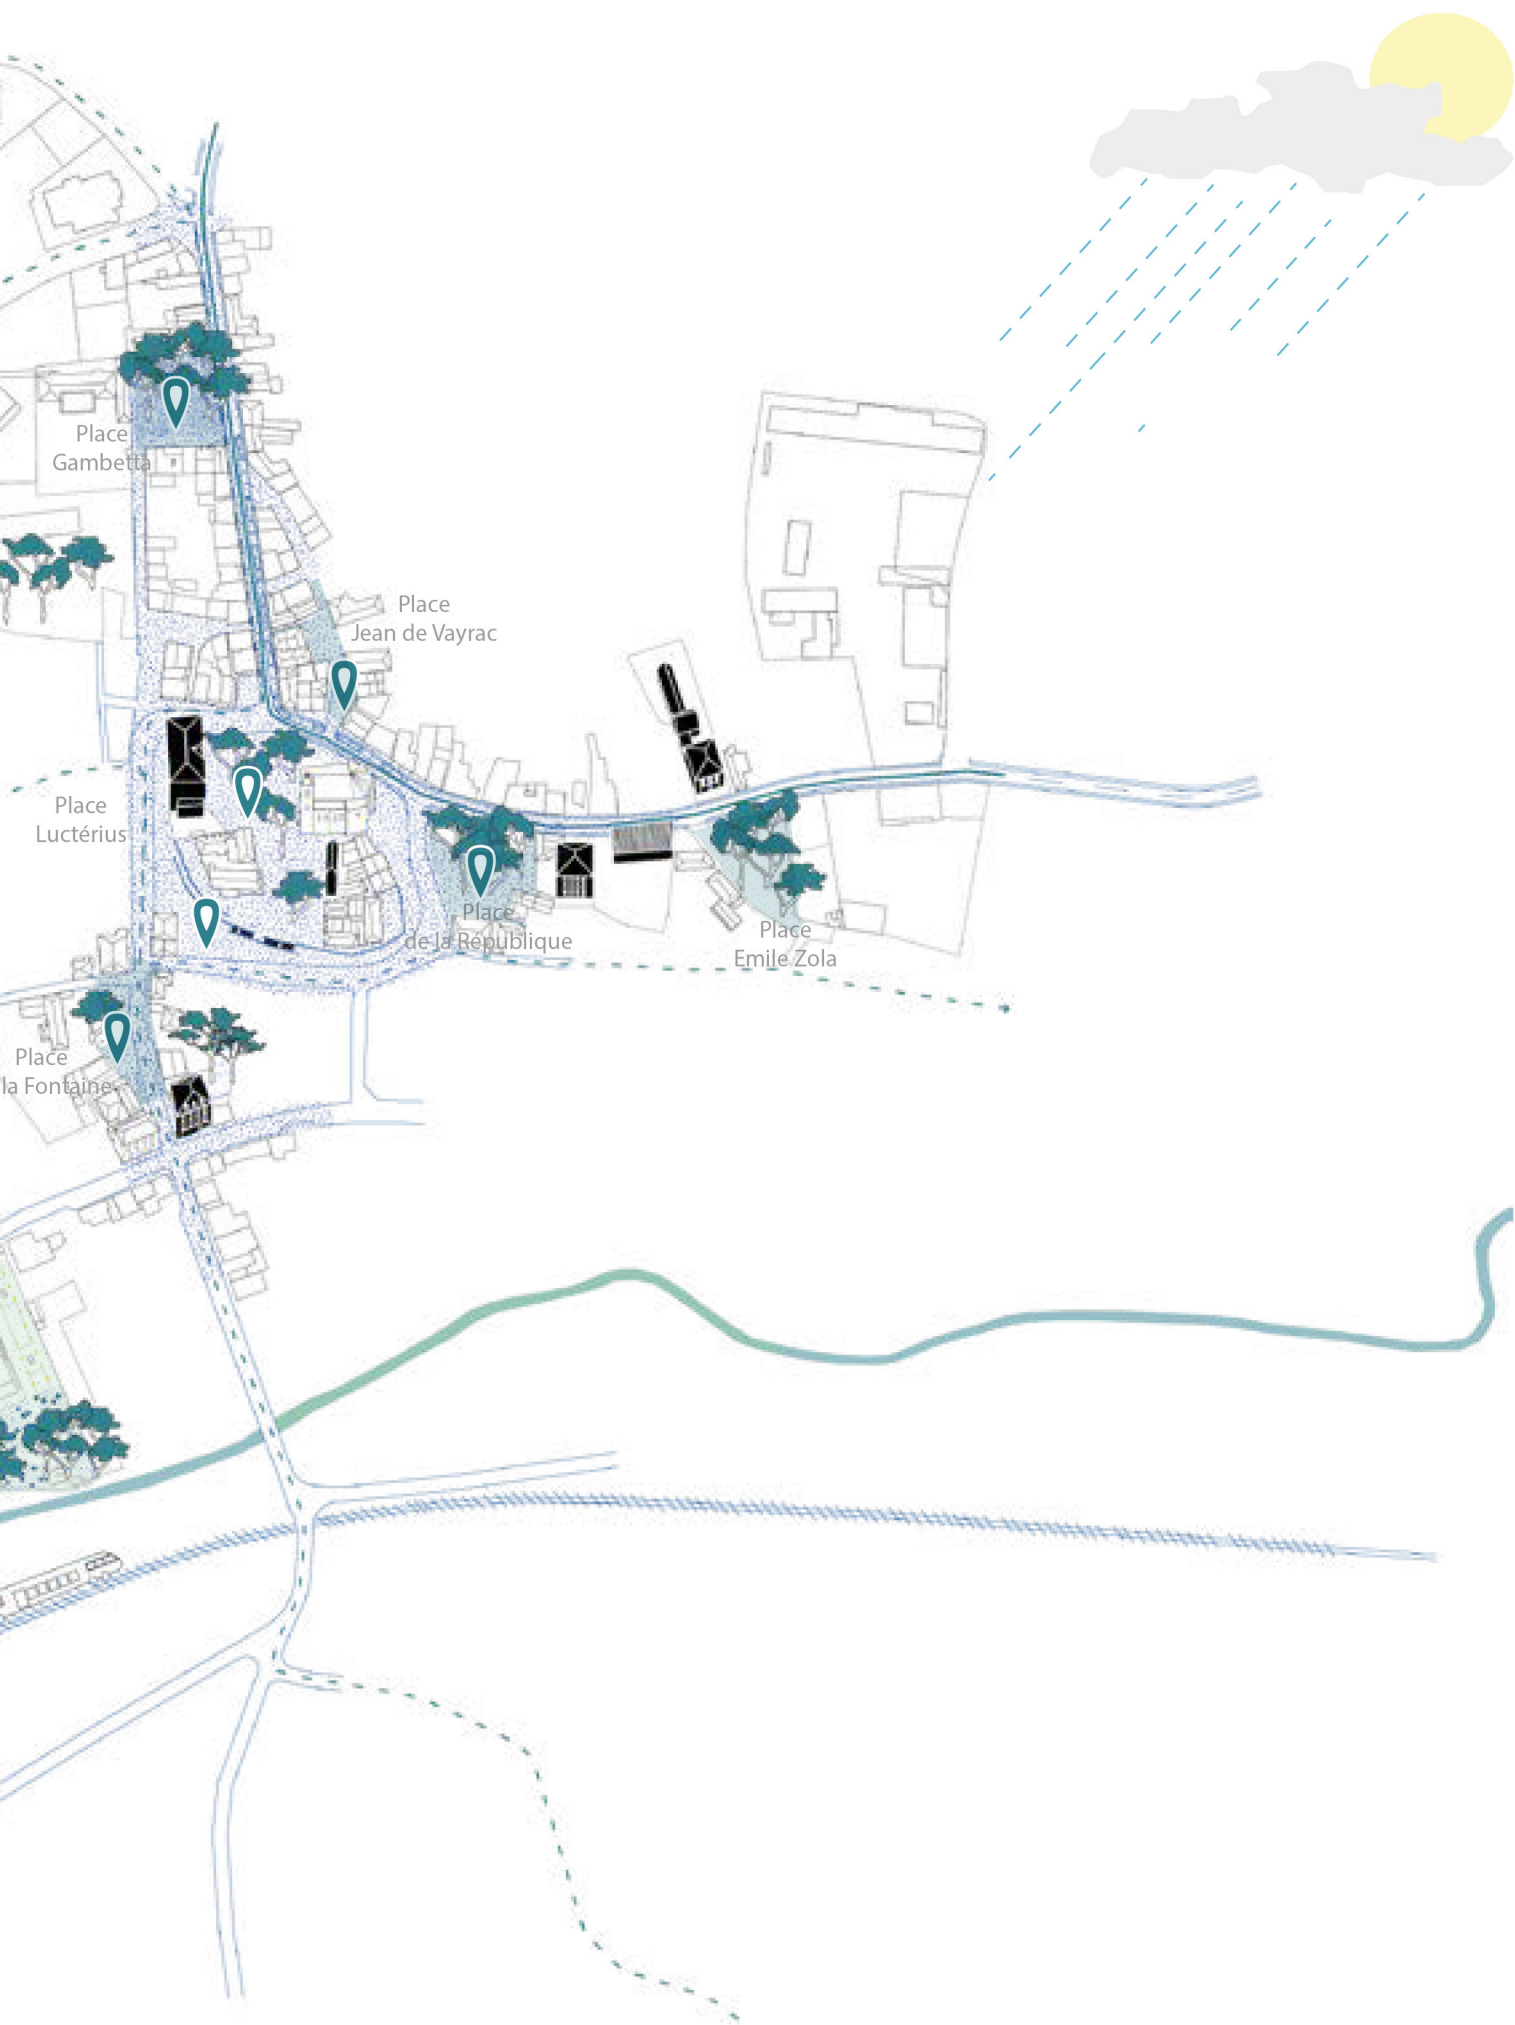 Place
Gambetta
Place
Jean de Vayrac
Place
Luctérius
Place
de la République
Place
Emile Zola
Place
la Fontaine